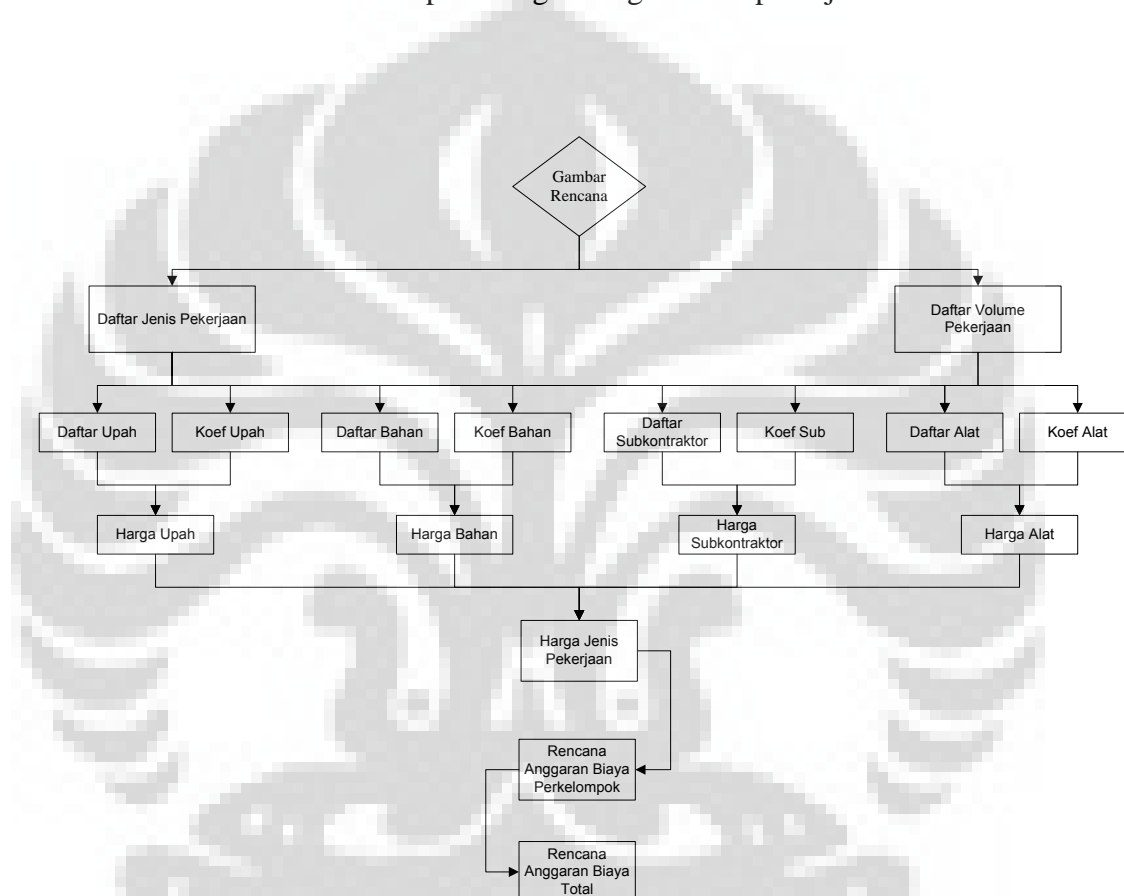 Gambar
Rencana
Daftar Jenis Pekerjaan
Daftar Volume
Pekerjaan
Daftar Upah
Koef Upah
Daftar Bahan
Koef Bahan
Daftar
Subkontraktor
Koef Sub
Daftar Alat
Koef Alat
Harga Upah
Harga Bahan
Harga
Subkontraktor
Harga Alat
Harga Jenis
Pekerjaan
Rencana
Anggaran Biaya
Perkelompok
Rencana
Anggaran Biaya
Total